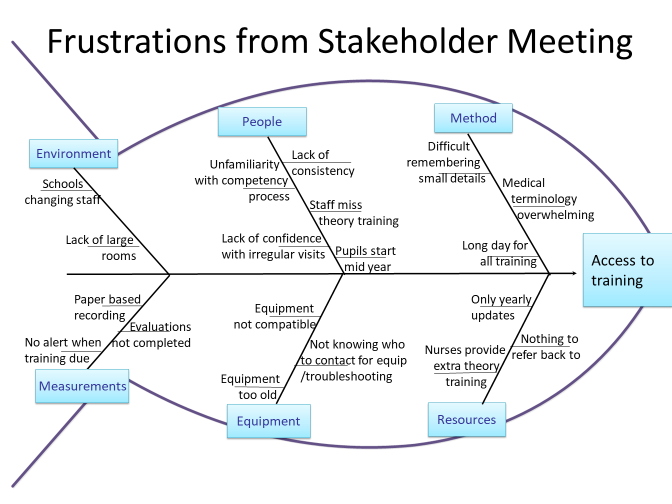 Frustrations from Stakeholder Meeting
Environment
Schools
changing staff
Lack of large
rooms
People
Lack of
consistency
Unfamiliarity
with competency
process
Staff miss
theory training
Lack of confidence
with irregular visits
Pupils start
mid year
Method
Difficult
remembering
small details
Medical
terminology
overwhelming
Long day for
all training
Access to
training
Paper based
recording
Evaluations
not completed
No alert when
training due
Measurements
Equipment
not compatible
Not knowing who
to contact for equip
/troubleshooting
Equipment
too old
Equipment
Only yearly
updates
Nothing to
refer back to
Nurses provide
extra theory
training
Resources